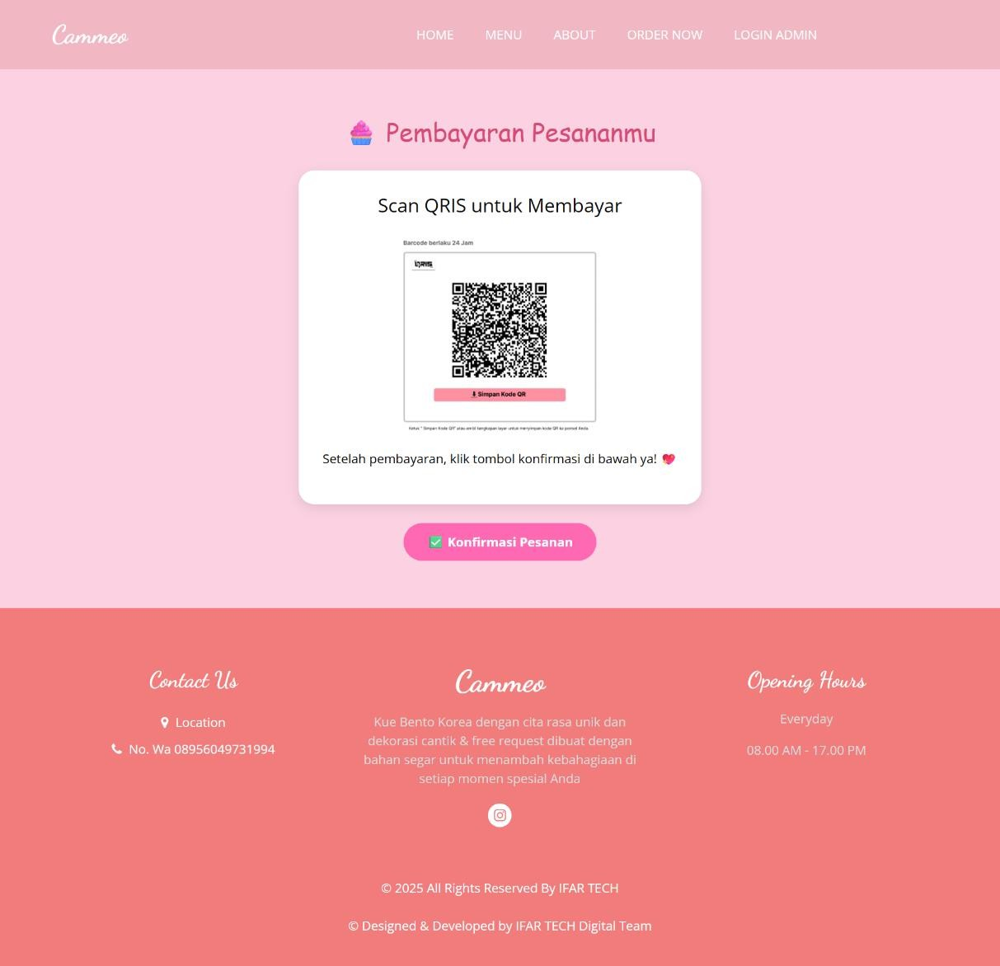 Cammeo
HOME
MENU
ABOUT
ORDER NOW
LOGIN ADMIN
Pembayaran Pesananmu
Scan QRIS untuk Membayar
Barcode berlaku 24 Jam
QRIS
Simpan Kode QR
Ketuk " Simpan Kode QR" atau ambil tangkapan layar untuk menyimpan kode QR ke ponsel Anda.
Setelah pembayaran, klik tombol konfirmasi di bawah ya! 💖
✅ Konfirmasi Pesanan
Contact Us
Location
No. Wa 08956049731994
Cammeo
Kue Bento Korea dengan cita rasa unik dan
dekorasi cantik & free request dibuat dengan
bahan segar untuk menambah kebahagiaan di
setiap momen spesial Anda
Opening Hours
Everyday
08.00 AM - 17.00 PM
© 2025 All Rights Reserved By IFAR TECH
© Designed & Developed by IFAR TECH Digital Team